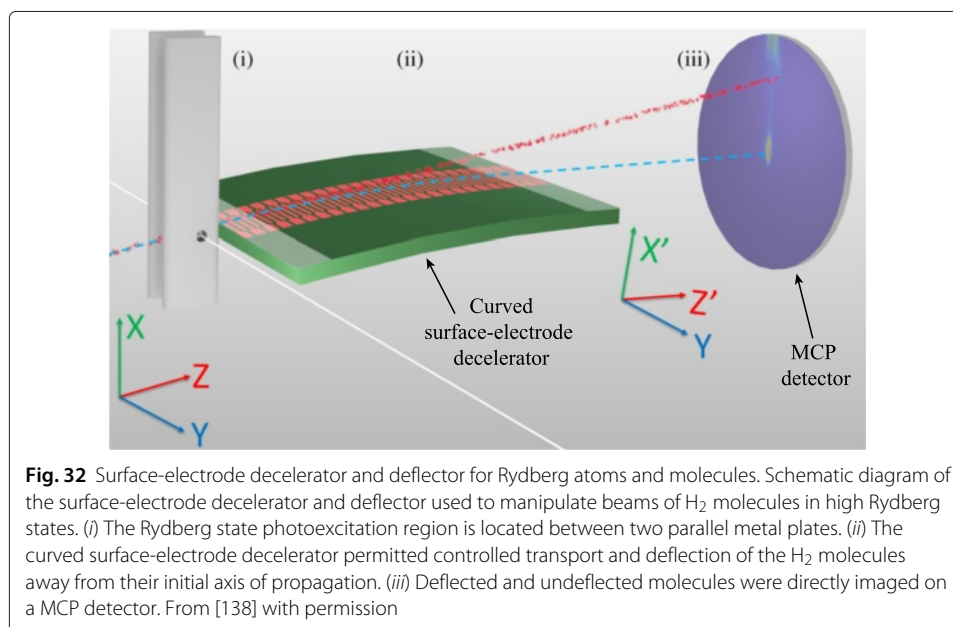 (i)
(ii)
(iii)
X'
Z'
Y
Curved
surface-electrode
decelerator
MCP
detector
X
Z
Y
Fig. 32 Surface-electrode decelerator and deflector for Rydberg atoms and molecules. Schematic diagram of
the surface-electrode decelerator and deflector used to manipulate beams of H₂ molecules in high Rydberg
states. (i) The Rydberg state photoexcitation region is located between two parallel metal plates. (ii) The
curved surface-electrode decelerator permitted controlled transport and deflection of the H₂ molecules
away from their initial axis of propagation. (iii) Deflected and undeflected molecules were directly imaged on
a MCP detector. From [138] with permission